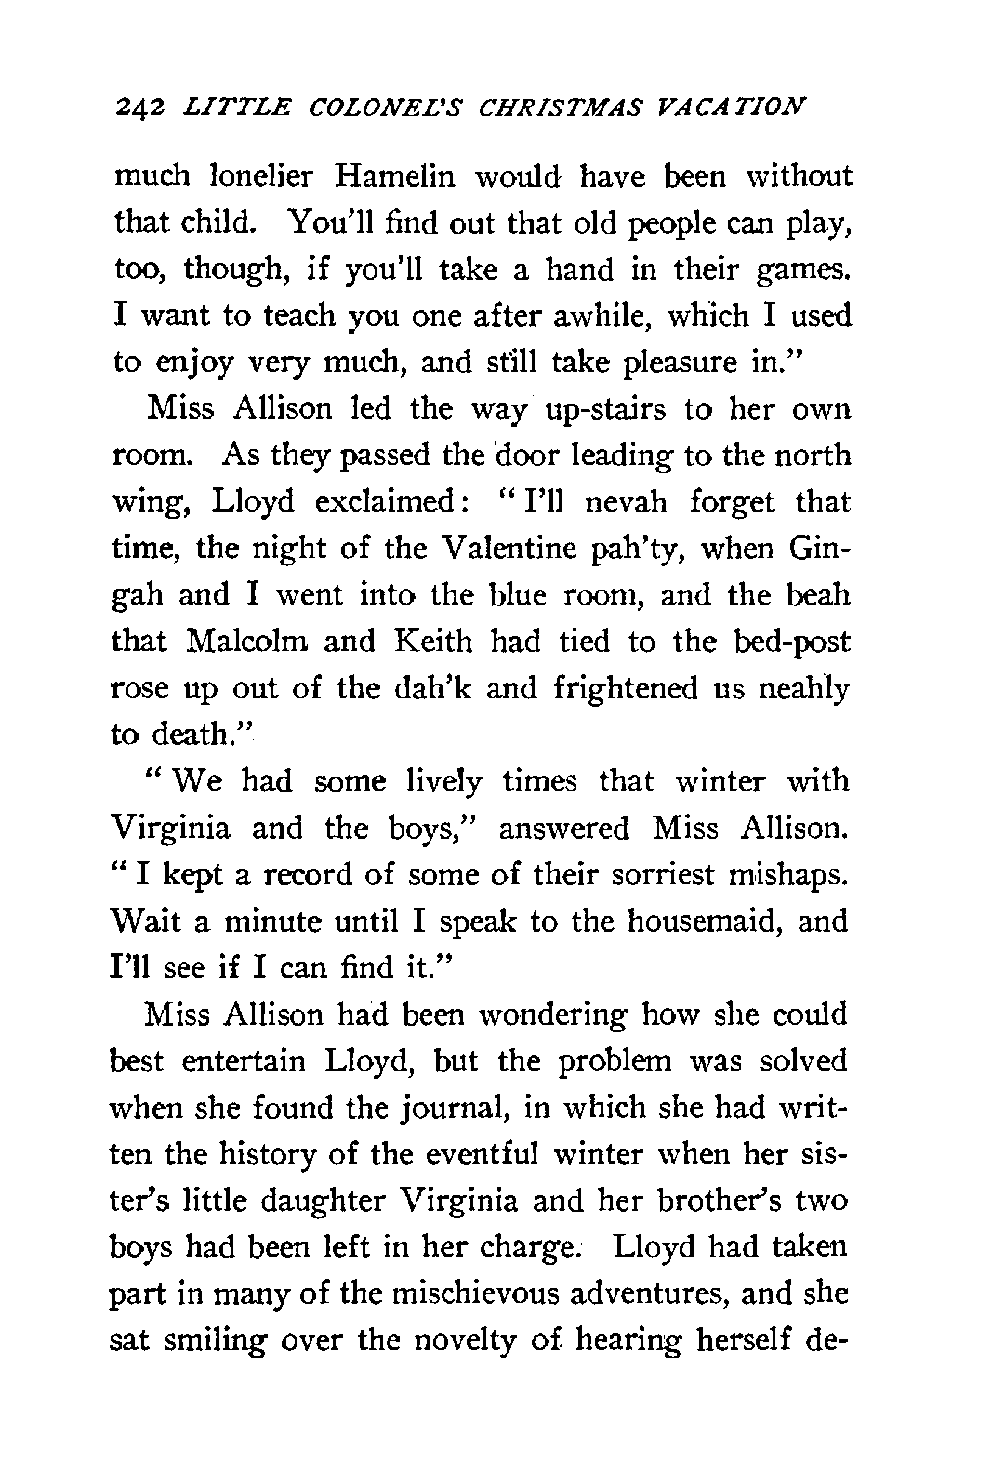 242 LITTLE COLONEL'S CHRISTMAS VACATION
much lonelier Hamelin would have been without
that child. You'll find out that old people can play,
too, though, if you'll take a hand in their games.
I want to teach you one after awhile, which I used
to enjoy very much, and still take pleasure in."
Miss Allison led the way up-stairs to her own
room. As they passed the door leading to the north
wing, Lloyd exclaimed: "I'll nevah forget that
time, the night of the Valentine pah'ty, when Gin-
gah and I went into the blue room, and the beah
that Malcolm and Keith had tied to the bed-post
rose up out of the dah'k and frightened us neahly
to death."
"We had some lively times that winter with
Virginia and the boys," answered Miss Allison.
"I kept a record of some of their sorriest mishaps.
Wait a minute until I speak to the housemaid, and
I'll see if I can find it."
Miss Allison had been wondering how she could
best entertain Lloyd, but the problem was solved
when she found the journal, in which she had writ-
ten the history of the eventful winter when her sis-
ter's little daughter Virginia and her brother's two
boys had been left in her charge. Lloyd had taken
part in many of the mischievous adventures, and she
sat smiling over the novelty of hearing herself de-